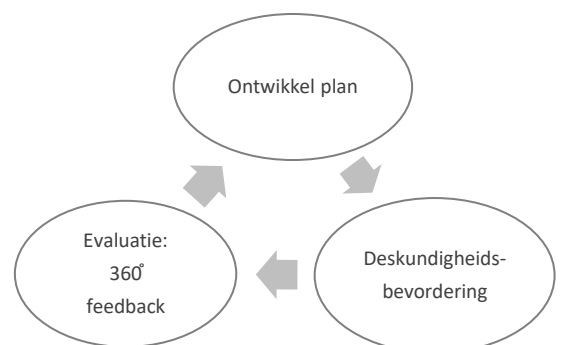 Ontwikkel plan
Deskundigheids-
bevordering
Evaluatie:
360°
feedback